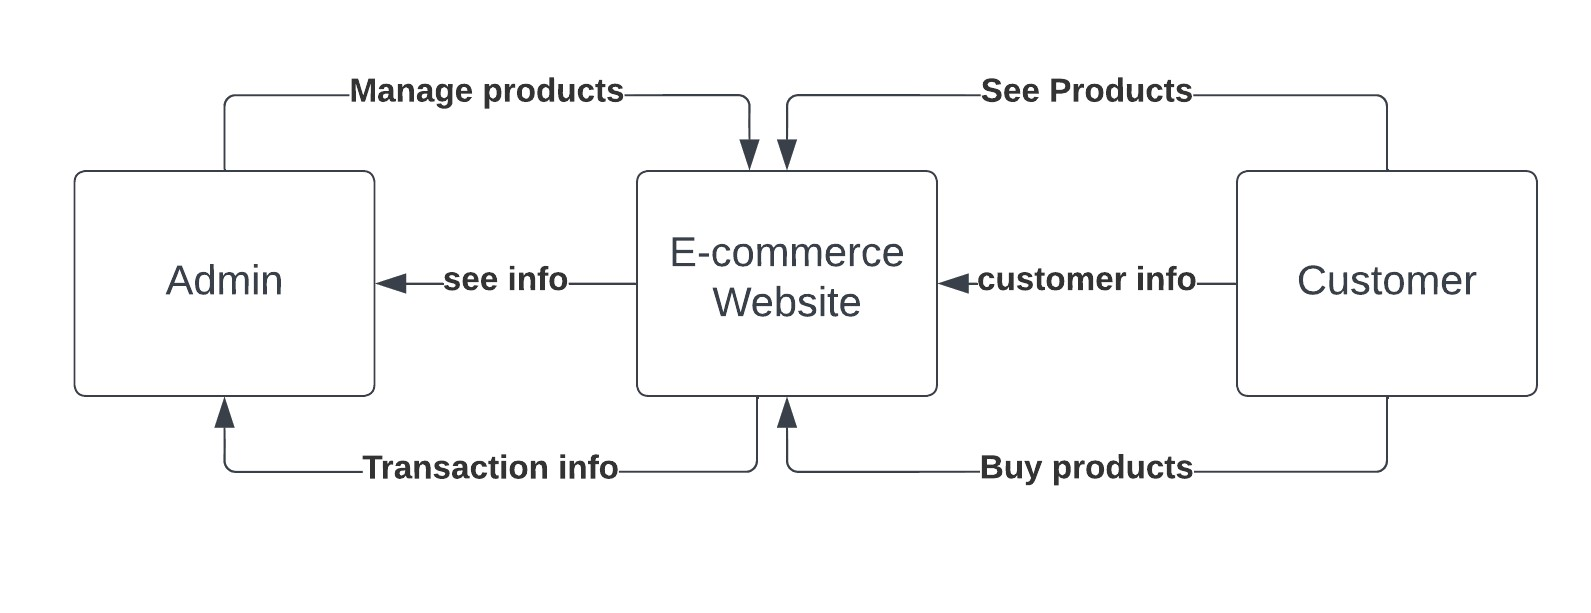 Manage products
See Products
Admin
see info
E-commerce
Website
customer info
Customer
Transaction info
Buy products